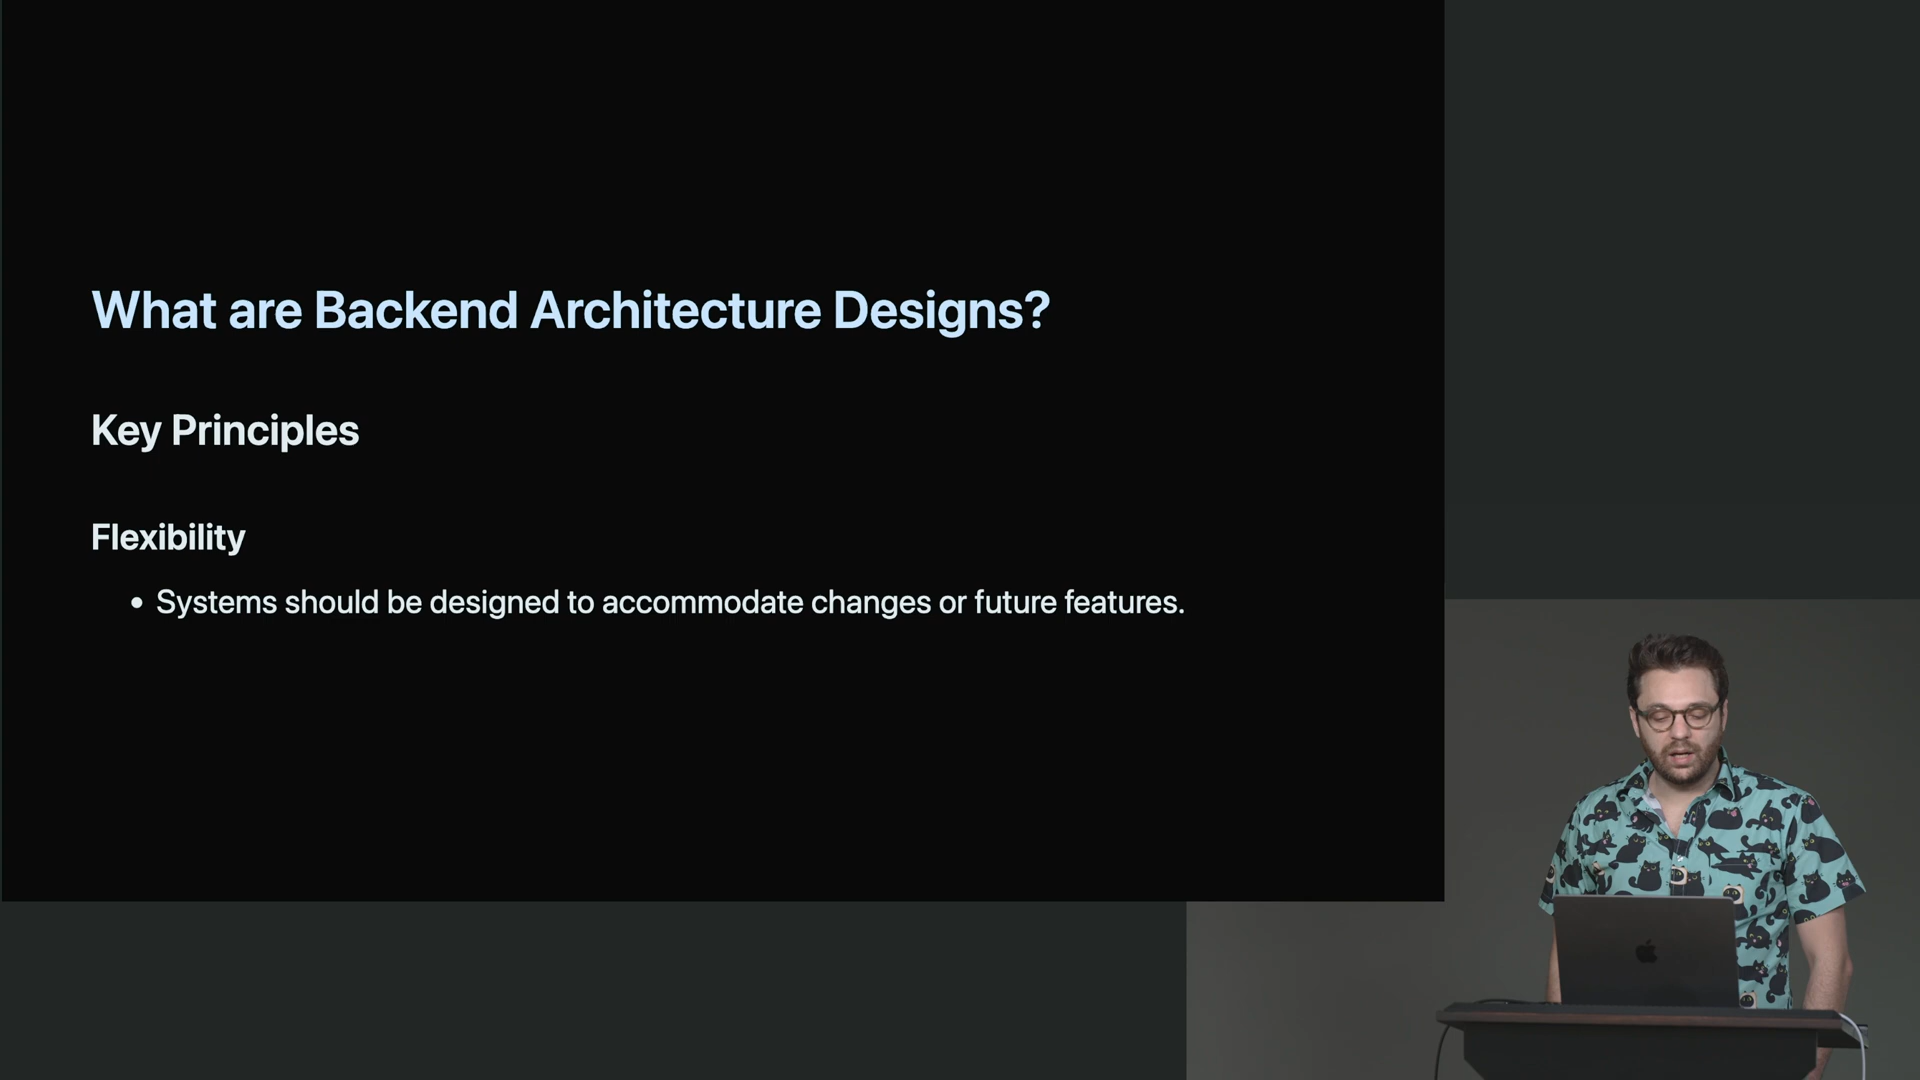 What are Backend Architecture Designs?
Key Principles
Flexibility
• Systems should be designed to accommodate changes or future features.